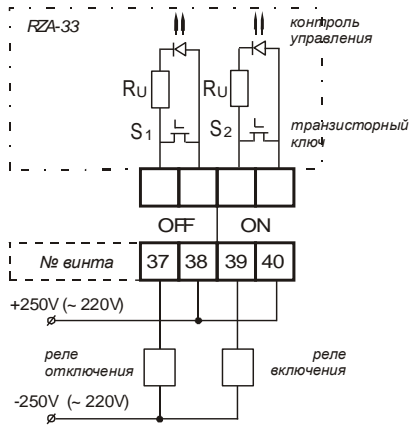 RZA-33
контроль
управления
RU
RU
S1
S2
транзисторный
ключ
OFF ON
№ винта 37 38 39 40
+250V (~ 220V)
реле
отключения
реле
включения
-250V (~ 220V)